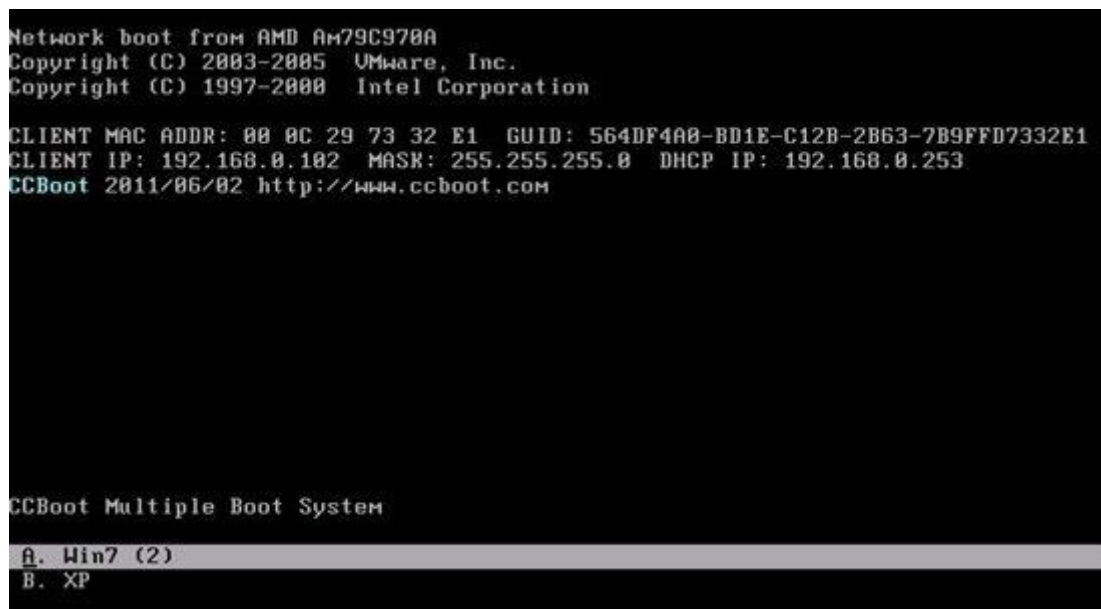 Network boot from AMD Am79C970A
Copyright (C) 2003-2005  VMware, Inc.
Copyright (C) 1997-2000  Intel Corporation
CLIENT MAC ADDR: 00 0C 29 73 32 E1  GUID: 564DF4A0-BD1E-C12B-2B63-7B9FFD7332E1
CLIENT IP: 192.168.0.102  MASK: 255.255.255.0  DHCP IP: 192.168.0.253
CCBoot 2011/06/02 http://www.ccboot.com
CCBoot Multiple Boot System
A. Win7 (2)
B. XP